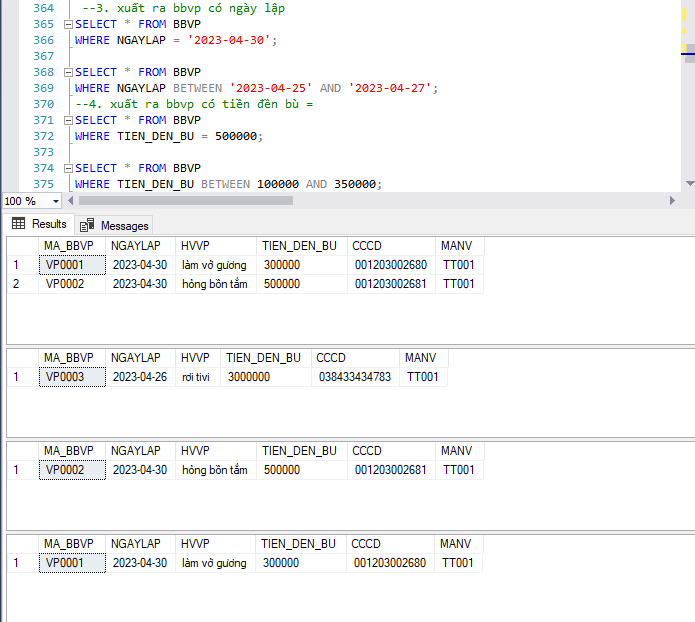 364 --3. xuất ra bbvp có ngày lập
365 SELECT * FROM BBVP
366 WHERE NGAYLAP = '2023-04-30';
367
368 SELECT * FROM BBVP
369 WHERE NGAYLAP BETWEEN '2023-04-25' AND '2023-04-27';
370 --4. xuất ra bbvp có tiền đền bù =
371 SELECT * FROM BBVP
372 WHERE TIEN_DEN_BU = 500000;
373
374 SELECT * FROM BBVP
375 WHERE TIEN_DEN_BU BETWEEN 100000 AND 350000;
100 %
Results Messages
MA_BBVP NGAYLAP HVVP TIEN_DEN_BU CCCD MANV
1 VP0001 2023-04-30 làm vở gương 300000 001203002680 TT001
2 VP0002 2023-04-30 hỏng bồn tắm 500000 001203002681 TT001
MA_BBVP NGAYLAP HVVP TIEN_DEN_BU CCCD MANV
1 VP0003 2023-04-26 rơi tivi 3000000 038433434783 TT001
MA_BBVP NGAYLAP HVVP TIEN_DEN_BU CCCD MANV
1 VP0002 2023-04-30 hỏng bồn tắm 500000 001203002681 TT001
MA_BBVP NGAYLAP HVVP TIEN_DEN_BU CCCD MANV
1 VP0001 2023-04-30 làm vở gương 300000 001203002680 TT001